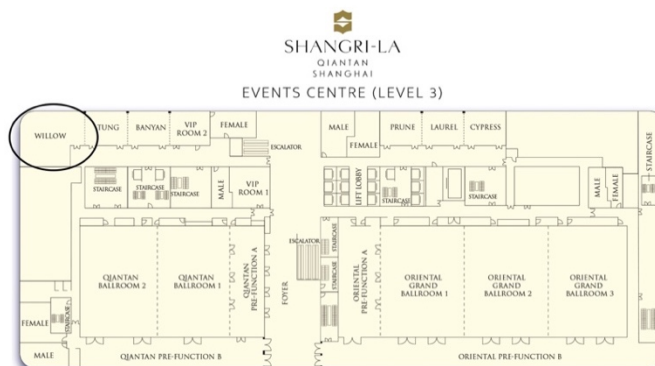 SHANGRI-LA
QIANTAN
SHANGHAI
EVENTS CENTRE (LEVEL 3)
WILLOW
TUNG
BANYAN
VIP
ROOM 2
FEMALE
ESCALATOR
MALE
FEMALE
PRUNE
LAUREL
CYPRESS
STAIRCASE
STAIRCASE
STAIRCASE
STAIRCASE
MALE
VIP
ROOM 1
LIFT LOBBY
STAIRCASE
MALE
FEMALE
QIANTAN
BALLROOM 2
QIANTAN
BALLROOM 1
QIANTAN
PRE-FUNCTION A
FOYER
ESCALATOR
STAIRCASE
STAIRCASE
ORIENTAL
PRE-FUNCTION A
ORIENTAL
GRAND
BALLROOM 1
ORIENTAL
GRAND
BALLROOM 2
ORIENTAL
GRAND
BALLROOM 3
FEMALE
STAIRCASE
MALE
QIANTAN PRE-FUNCTION B
ORIENTAL PRE-FUNCTION B